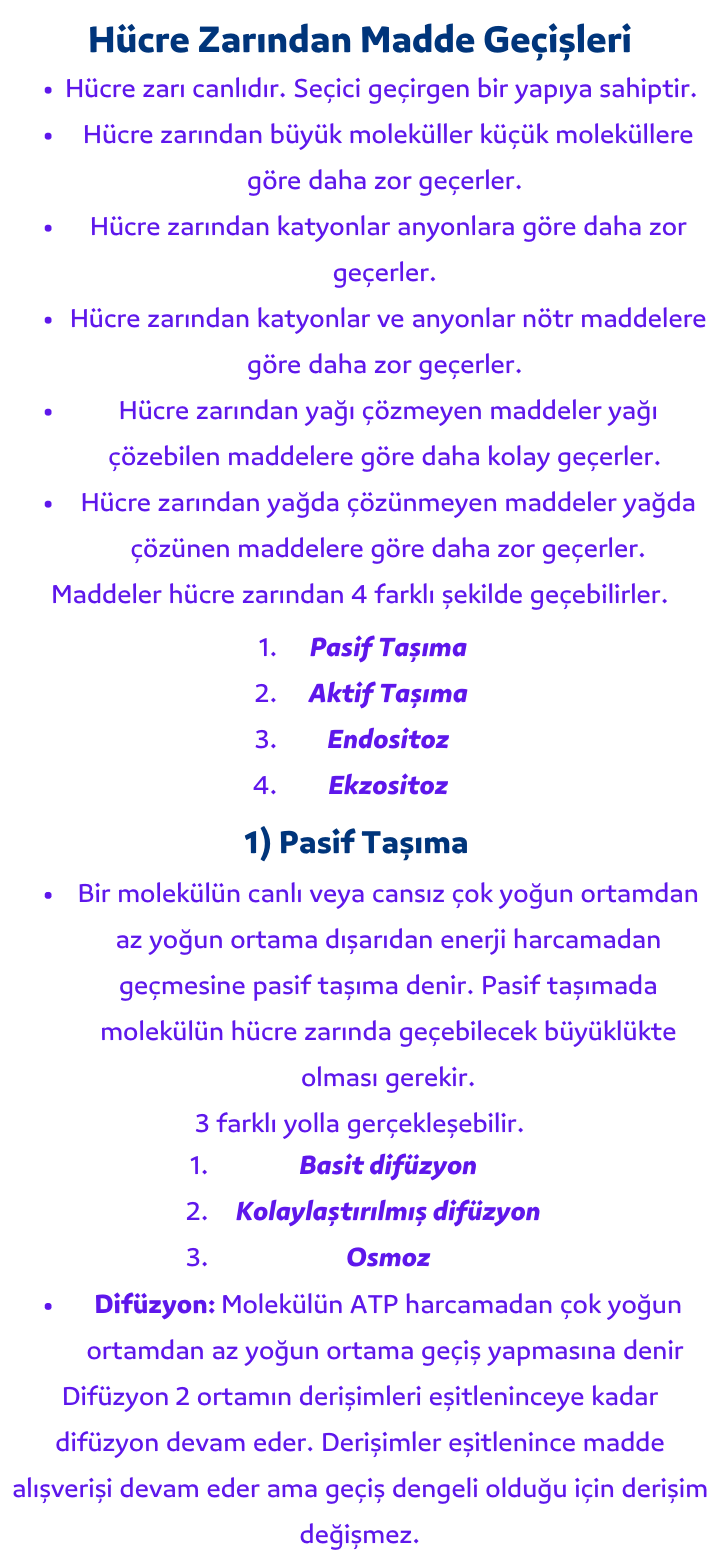 Hücre Zarından Madde Geçişleri
• Hücre zarı canlıdır. Seçici geçirgen bir yapıya sahiptir.
• Hücre zarından büyük moleküller küçük moleküllere
göre daha zor geçerler.
• Hücre zarından katyonlar anyonlara göre daha zor
geçerler.
• Hücre zarından katyonlar ve anyonlar nötr maddelere
göre daha zor geçerler.
• Hücre zarından yağı çözmeyen maddeler yağı
çözebilen maddelere göre daha kolay geçerler.
• Hücre zarından yağda çözünmeyen maddeler yağda
çözünen maddelere göre daha zor geçerler.
Maddeler hücre zarından 4 farklı şekilde geçebilirler.
1. Pasif Taşıma
2. Aktif Taşıma
3. Endositoz
4. Ekzositoz
1) Pasif Taşıma
• Bir molekülün canlı veya cansız çok yoğun ortamdan
az yoğun ortama dışarıdan enerji harcamadan
geçmesine pasif taşıma denir. Pasif taşımada
molekülün hücre zarında geçebilecek büyüklükte
olması gerekir.
3 farklı yolla gerçekleşebilir.
1. Basit difüzyon
2. Kolaylaştırılmış difüzyon
3. Osmoz
• Difüzyon: Molekülün ATP harcamadan çok yoğun
ortamdan az yoğun ortama geçiş yapmasına denir
Difüzyon 2 ortamın derişimleri eşitleninceye kadar
difüzyon devam eder. Derişimler eşitlenince madde
alışverişi devam eder ama geçiş dengeli olduğu için derişim
değişmez.